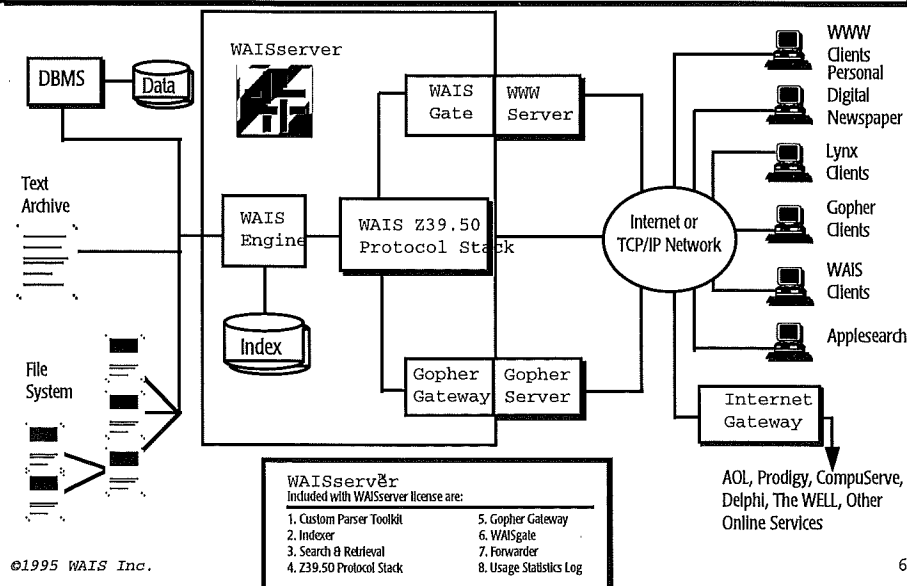 WAISserver
DBMS
Data
Text
Archive
File
System
WAIS
Engine
Index
WAIS Z39.50
Protocol Stack
WAIS
Gate
WWW
Server
Gopher
Gateway
Gopher
Server
Internet or
TCP/IP Network
WWW
Clients
Personal
Digital
Newspaper
Lynx
Clients
Gopher
Clients
WAIS
Clients
Applesearch
Internet
Gateway
AOL, Prodigy, CompuServe,
Delphi, The WELL, Other
Online Services
WAISserver
Included with WAISserver license are:
1. Custom Parser Toolkit
2. Indexer
3. Search & Retrieval
4. Z39.50 Protocol Stack
5. Gopher Gateway
6. WAISgate
7. Forwarder
8. Usage Statistics Log
©1995 WAIS Inc.
6